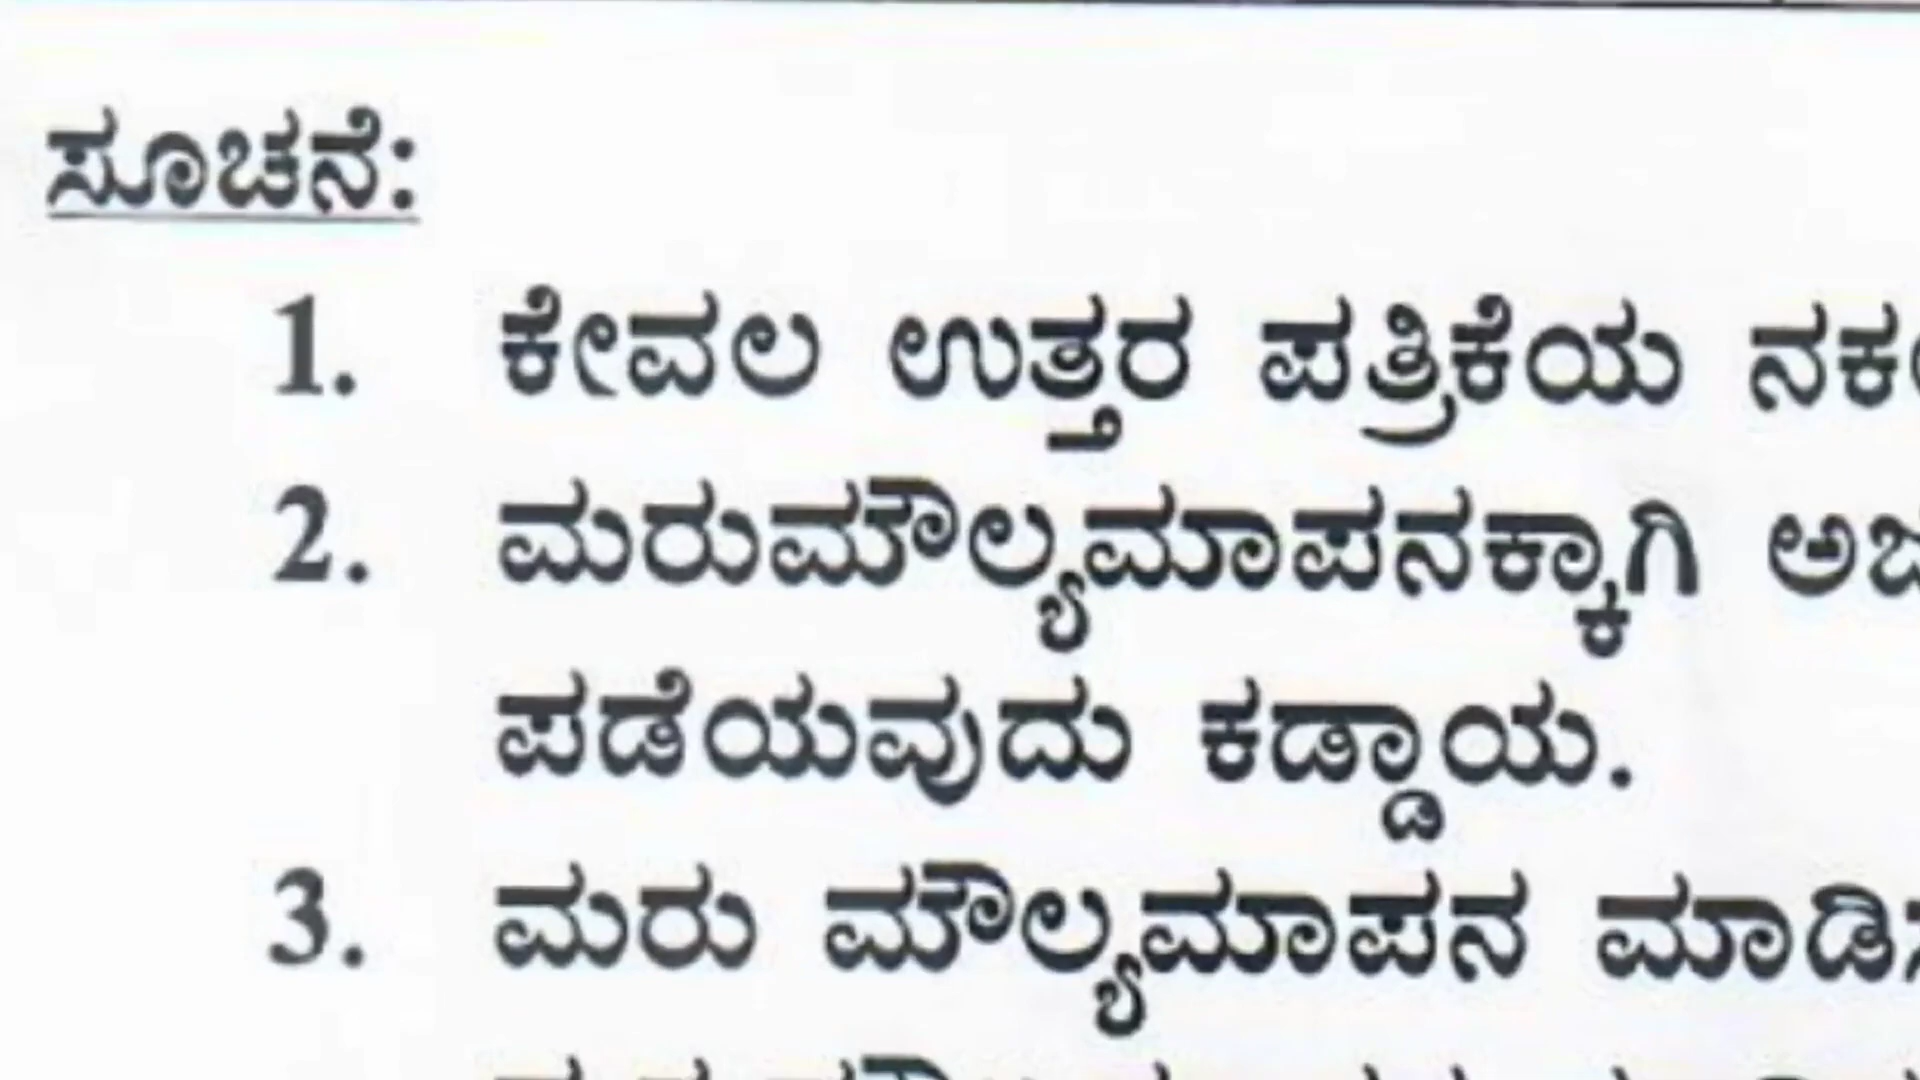 ಸೂಚನೆ:
1. ಕೇವಲ ಉತ್ತರ ಪತ್ರಿಕೆಯ
2. ಮರುಮೌಲ್ಯಮಾಪನಕ್ಕಾಗಿ
ಪಡೆಯುವುದು ಕಡ್ಡಾಯ.
3. ಮರು ಮೌಲ್ಯಮಾಪನ